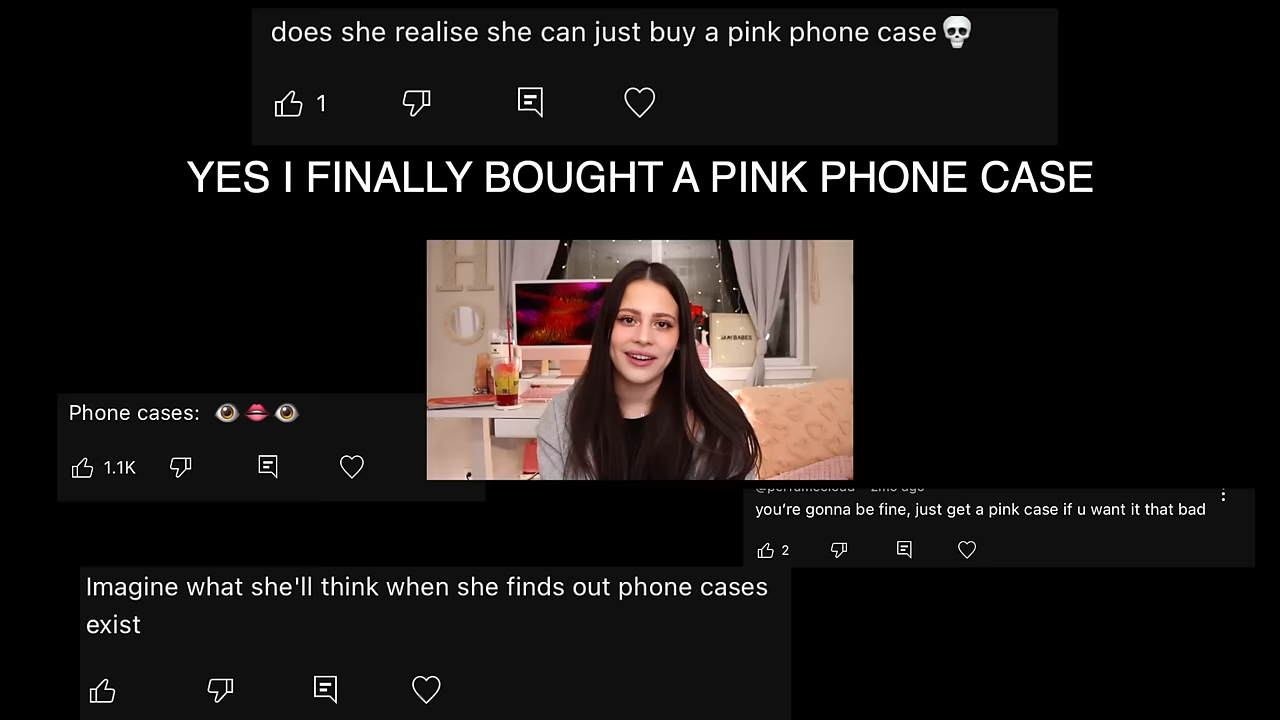 does she realise she can just buy a pink phone case💀
1
YES I FINALLY BOUGHT A PINK PHONE CASE
H
Phone cases: 👁👄👁
1.1K
you’re gonna be fine, just get a pink case if u want it that bad
2
Imagine what she'll think when she finds out phone cases
exist